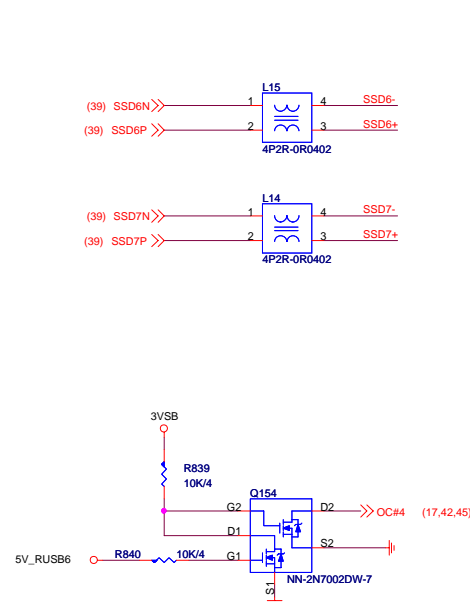 L15
(39) SSD6N 1 4 SSD6-
(39) SSD6P 2 3 SSD6+
4P2R-0R0402
L14
(39) SSD7N 1 4 SSD7-
(39) SSD7P 2 3 SSD7+
4P2R-0R0402
3VSB
R839
10K/4
Q154
G2 D2 OC#4 (17,42,45)
D1
S2
5V_RUSB6 R840 10K/4 G1
NN-2N7002DW-7
S1